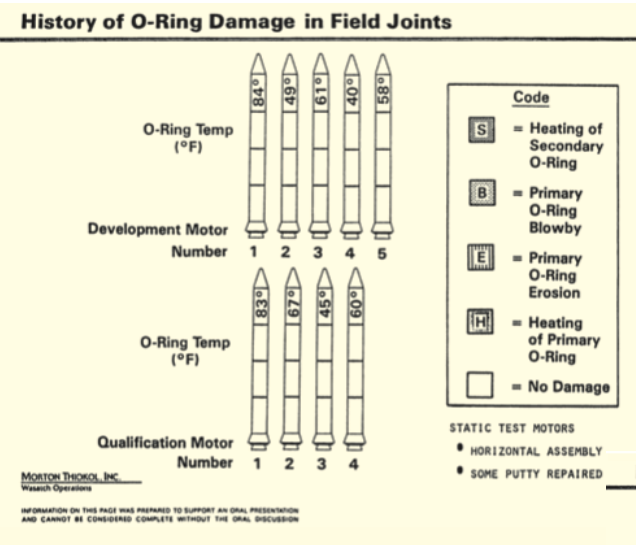 History of O-Ring Damage in Field Joints
84° 49° 61° 40° 58°
O-Ring Temp
(°F)
Development Motor
Number 1 2 3 4 5
83° 67° 45° 60°
O-Ring Temp
(°F)
Qualification Motor
Number 1 2 3 4
Code
S = Heating of
Secondary
O-Ring
B = Primary
O-Ring
Blowby
E = Primary
O-Ring
Erosion
H = Heating
of Primary
O-Ring
= No Damage
STATIC TEST MOTORS
• HORIZONTAL ASSEMBLY
• SOME PUTTY REPAIRED
MORTON THIOKOL, INC.
Wasatch Operations
INFORMATION ON THIS PAGE WAS PREPARED TO SUPPORT AN ORAL PRESENTATION
AND CANNOT BE CONSIDERED COMPLETE WITHOUT THE ORAL DISCUSSION